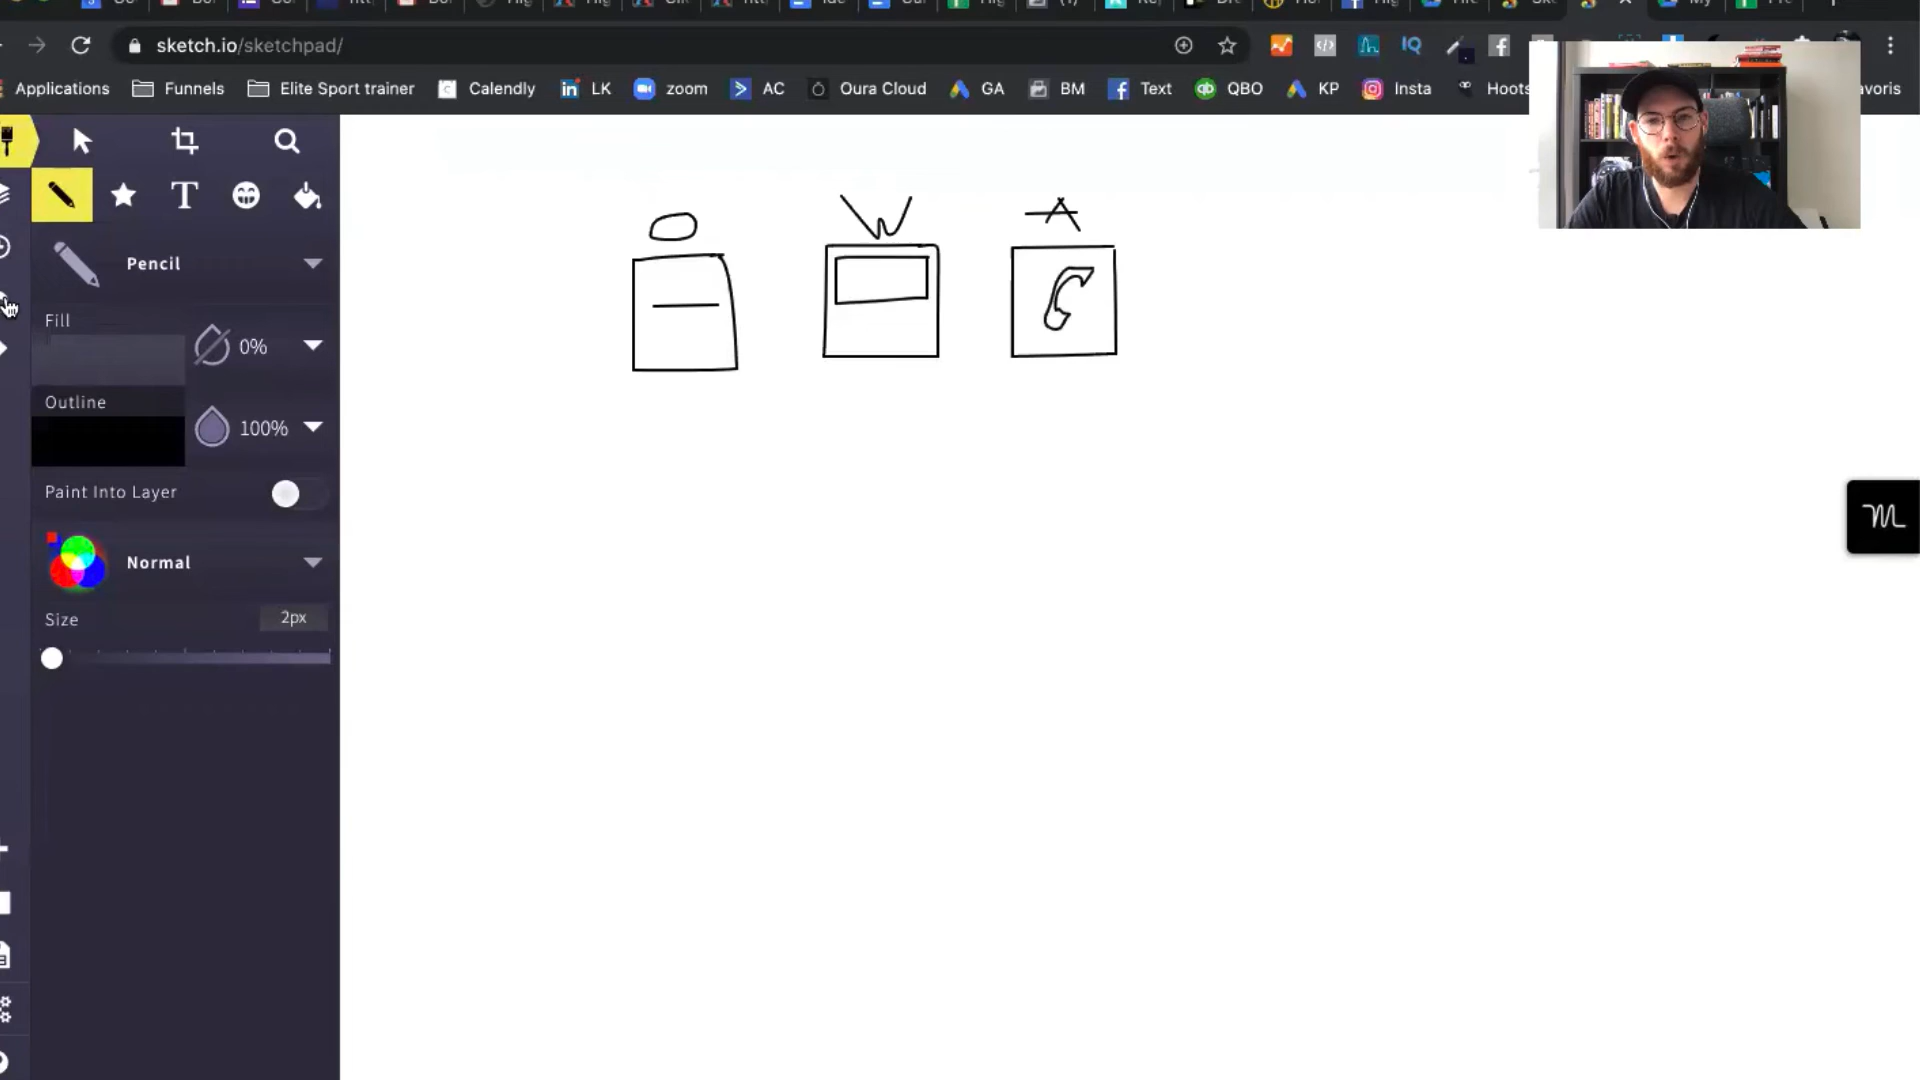 sketch.io/sketchpad/
IQ
Applications Funnels Elite Sport trainer Calendly LK zoom AC Oura Cloud GA BM Text QBO KP Insta
T
Pencil
Fill
0%
Outline
100%
Paint Into Layer
Normal
Size 2px
O W A